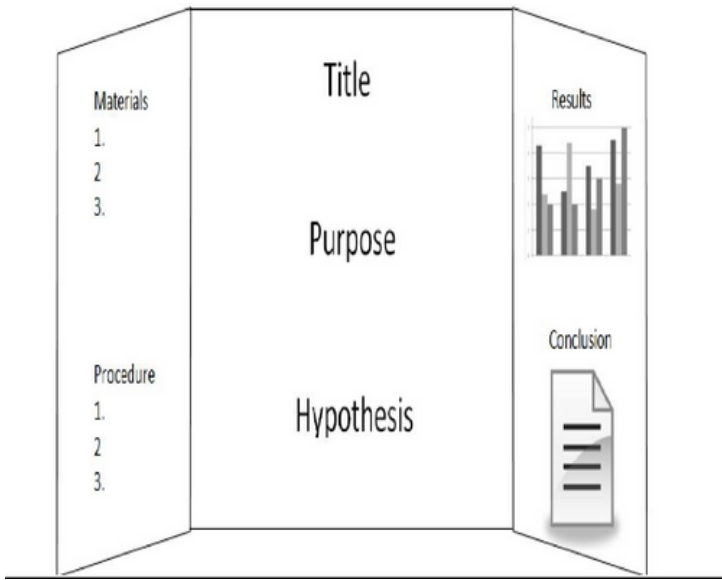 Materials
1.
2
3.
Procedure
1.
2
3.
Title
Purpose
Hypothesis
Results
Conclusion